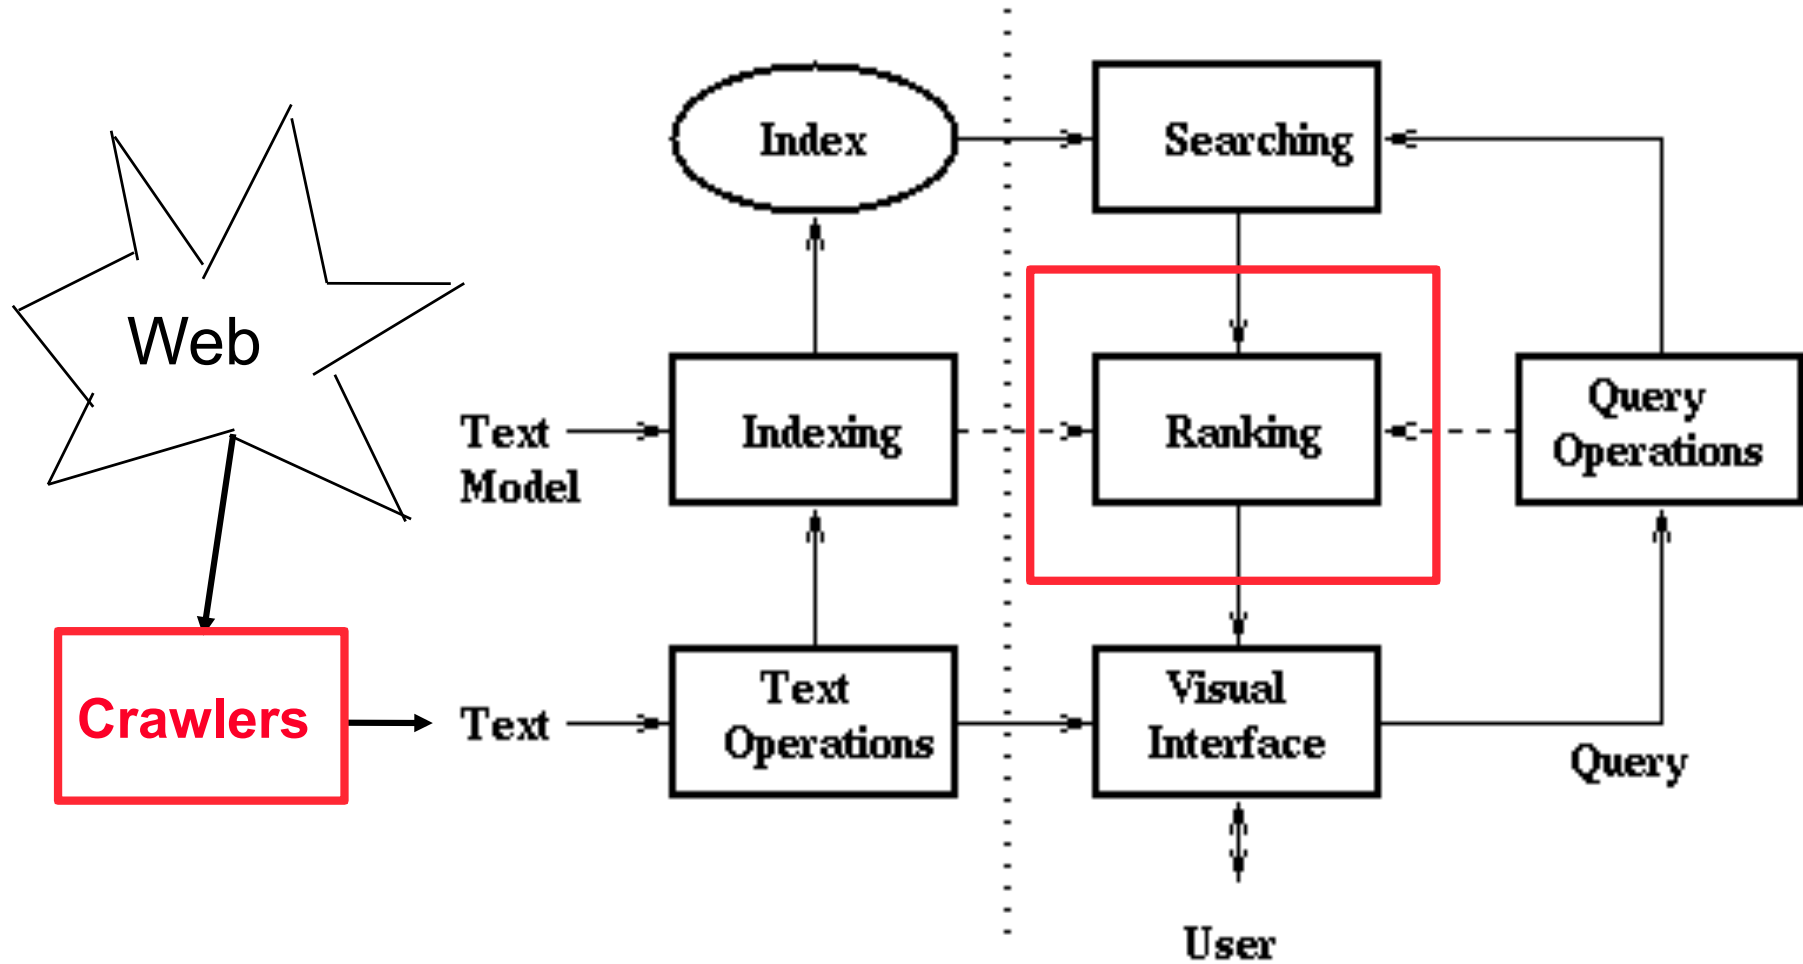 Index
Searching
Web
Text
Model
Indexing
Ranking
Query
Operations
Crawlers
Text
Text
Operations
Visual
Interface
Query
User